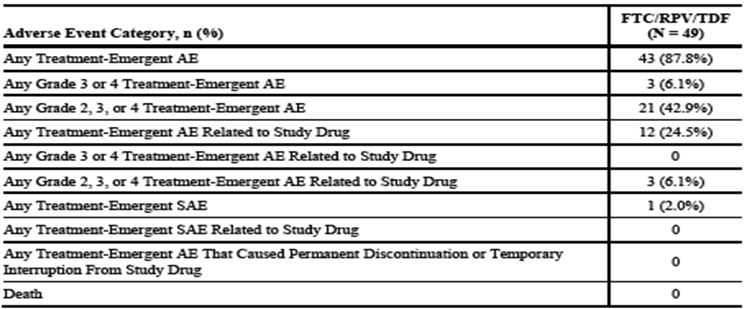 Adverse Event Category, n (%) FTC/RPV/TDF (N = 49)
Any Treatment-Emergent AE 43 (87.8%)
Any Grade 3 or 4 Treatment-Emergent AE 3 (6.1%)
Any Grade 2, 3, or 4 Treatment-Emergent AE 21 (42.9%)
Any Treatment-Emergent AE Related to Study Drug 12 (24.5%)
Any Grade 3 or 4 Treatment-Emergent AE Related to Study Drug 0
Any Grade 2, 3, or 4 Treatment-Emergent AE Related to Study Drug 3 (6.1%)
Any Treatment-Emergent SAE 1 (2.0%)
Any Treatment-Emergent SAE Related to Study Drug 0
Any Treatment-Emergent AE That Caused Permanent Discontinuation or Temporary
Interruption From Study Drug 0
Death 0